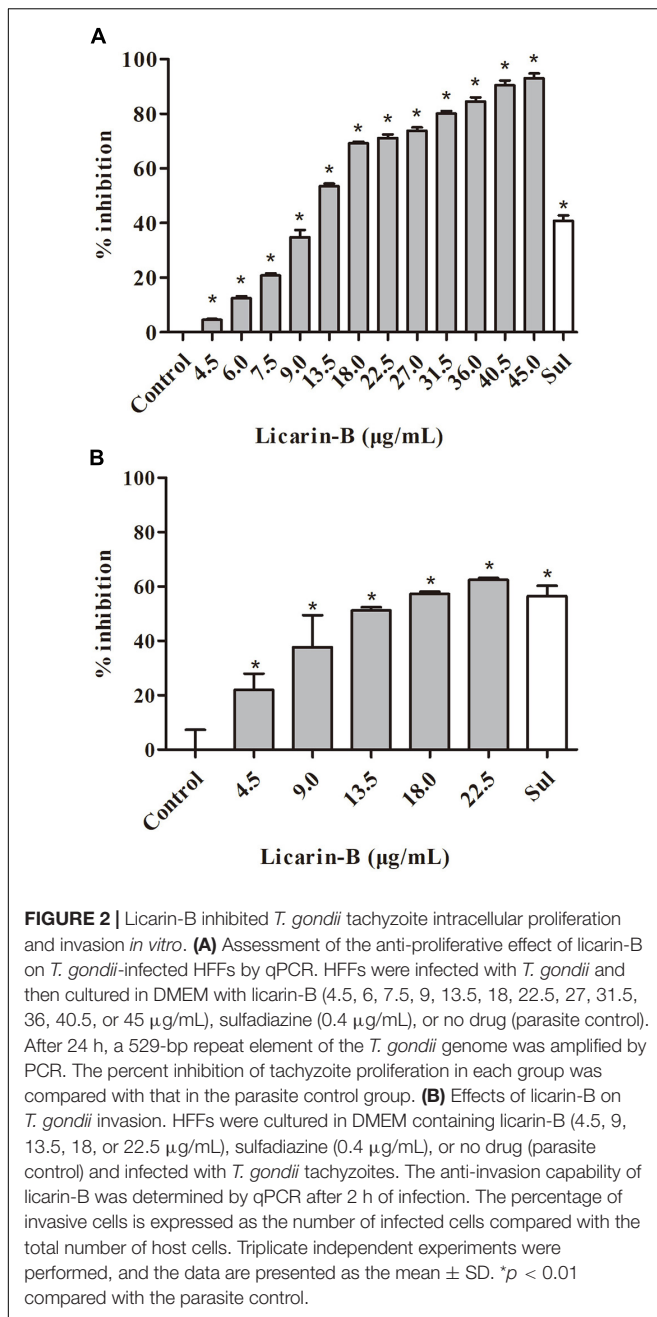 A
% inhibition
100
80
60
40
20
0
* * * * * * * * * * * * *
Control 4.5 6.0 7.5 9.0 13.5 18.0 22.5 27.0 31.5 36.0 40.5 45.0 Sul
Licarin-B (µg/mL)
B
% inhibition
100
80
60
40
20
0
* * * * * *
Control 4.5 9.0 13.5 18.0 22.5 Sul
Licarin-B (µg/mL)
FIGURE 2 | Licarin-B inhibited T. gondii tachyzoite intracellular proliferation
and invasion in vitro. (A) Assessment of the anti-proliferative effect of licarin-B
on T. gondii-infected HFFs by qPCR. HFFs were infected with T. gondii and
then cultured in DMEM with licarin-B (4.5, 6, 7.5, 9, 13.5, 18, 22.5, 27, 31.5,
36, 40.5, or 45 µg/mL), sulfadiazine (0.4 µg/mL), or no drug (parasite control).
After 24 h, a 529-bp repeat element of the T. gondii genome was amplified by
PCR. The percent inhibition of tachyzoite proliferation in each group was
compared with that in the parasite control group. (B) Effects of licarin-B on
T. gondii invasion. HFFs were cultured in DMEM containing licarin-B (4.5, 9,
13.5, 18, or 22.5 µg/mL), sulfadiazine (0.4 µg/mL), or no drug (parasite
control) and infected with T. gondii tachyzoites. The anti-invasion capability of
licarin-B was determined by qPCR after 2 h of infection. The percentage of
invasive cells is expressed as the number of infected cells compared with the
total number of host cells. Triplicate independent experiments were
performed, and the data are presented as the mean ± SD. *p < 0.01
compared with the parasite control.